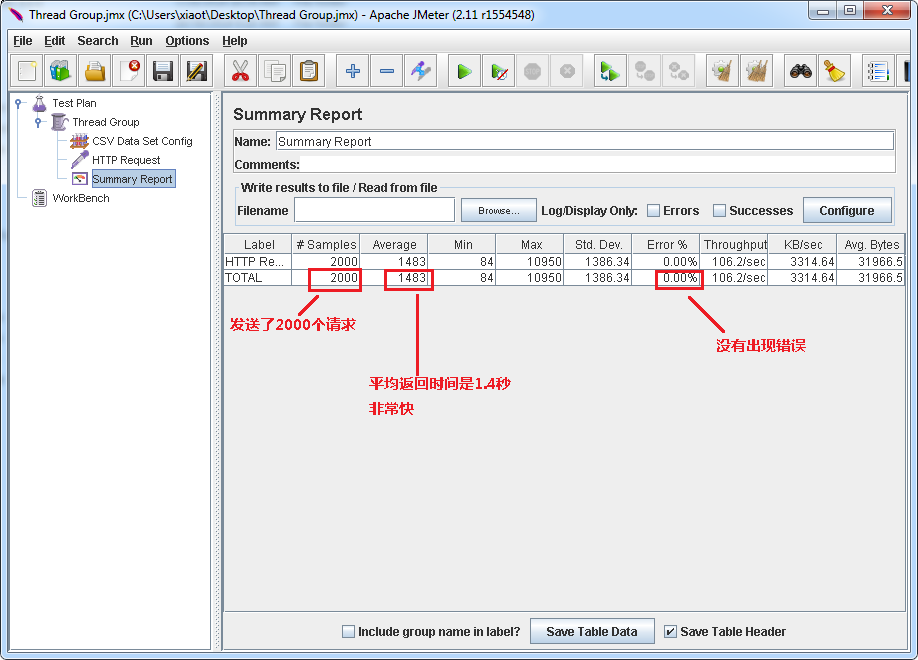 Thread Group.jmx (C:\Users\xiaot\Desktop\Thread Group.jmx) - Apache JMeter (2.11 r1554548)
File Edit Search Run Options Help
Test Plan
Thread Group
CSV Data Set Config
HTTP Request
Summary Report
WorkBench
Summary Report
Name: Summary Report
Comments:
Write results to file / Read from file
Filename Browse... Log/Display Only: Errors Successes Configure
Label # Samples Average Min Max Std. Dev. Error % Throughput KB/sec Avg. Bytes
HTTP Re... 2000 1483 84 10950 1386.34 0.00% 106.2/sec 3314.64 31966.5
TOTAL 2000 1483 84 10950 1386.34 0.00% 106.2/sec 3314.64 31966.5
发送了2000个请求
没有出现错误
平均返回时间是1.4秒
非常快
Include group name in label? Save Table Data Save Table Header